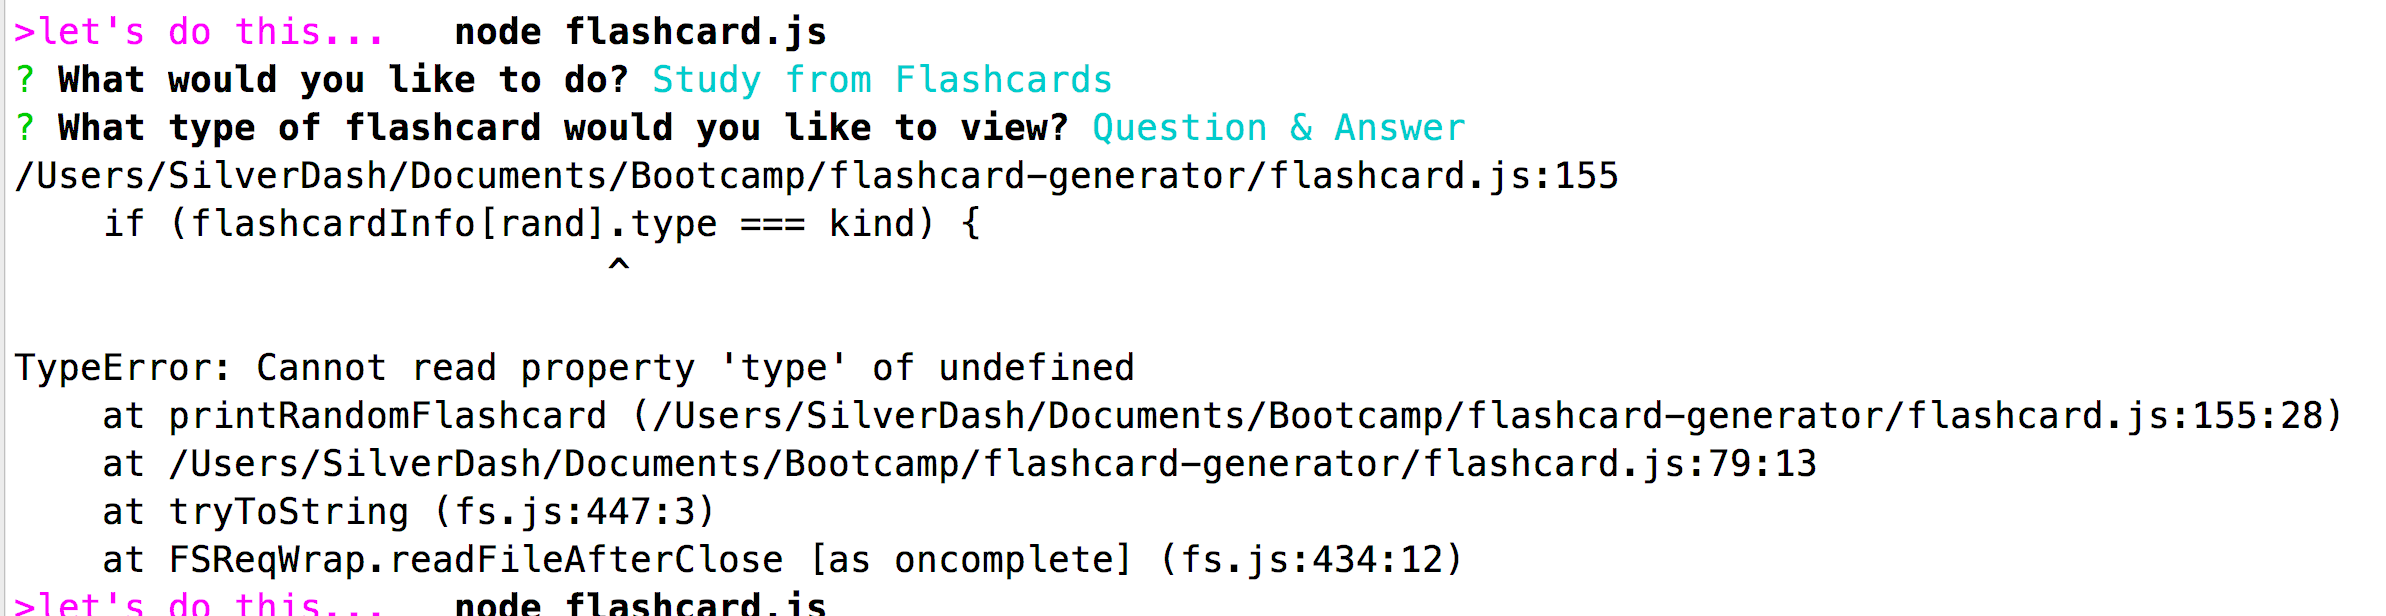 >let's do this...   node flashcard.js
? What would you like to do? Study from Flashcards
? What type of flashcard would you like to view? Question & Answer
/Users/SilverDash/Documents/Bootcamp/flashcard-generator/flashcard.js:155
    if (flashcardInfo[rand].type === kind) {
                           ^
TypeError: Cannot read property 'type' of undefined
    at printRandomFlashcard (/Users/SilverDash/Documents/Bootcamp/flashcard-generator/flashcard.js:155:28)
    at /Users/SilverDash/Documents/Bootcamp/flashcard-generator/flashcard.js:79:13
    at tryToString (fs.js:447:3)
    at FSReqWrap.readFileAfterClose [as oncomplete] (fs.js:434:12)
>let's do this...   node flashcard.js